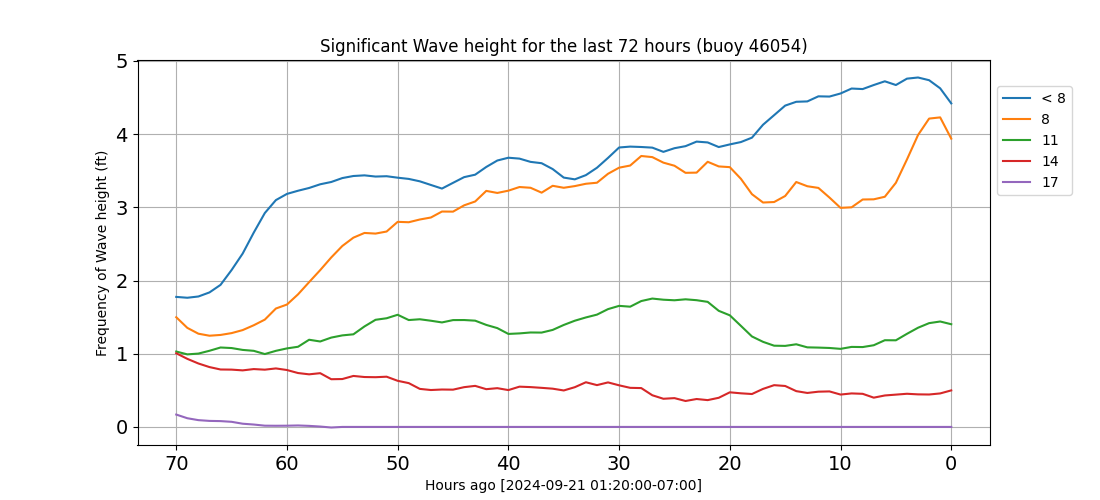 Significant Wave height for the last 72 hours (buoy 46054)
5
4
3
2
1
0
Frequency of Wave height (ft)
70 60 50 40 30 20 10 0
Hours ago [2024-09-21 01:20:00-07:00]
< 8
8
11
14
17